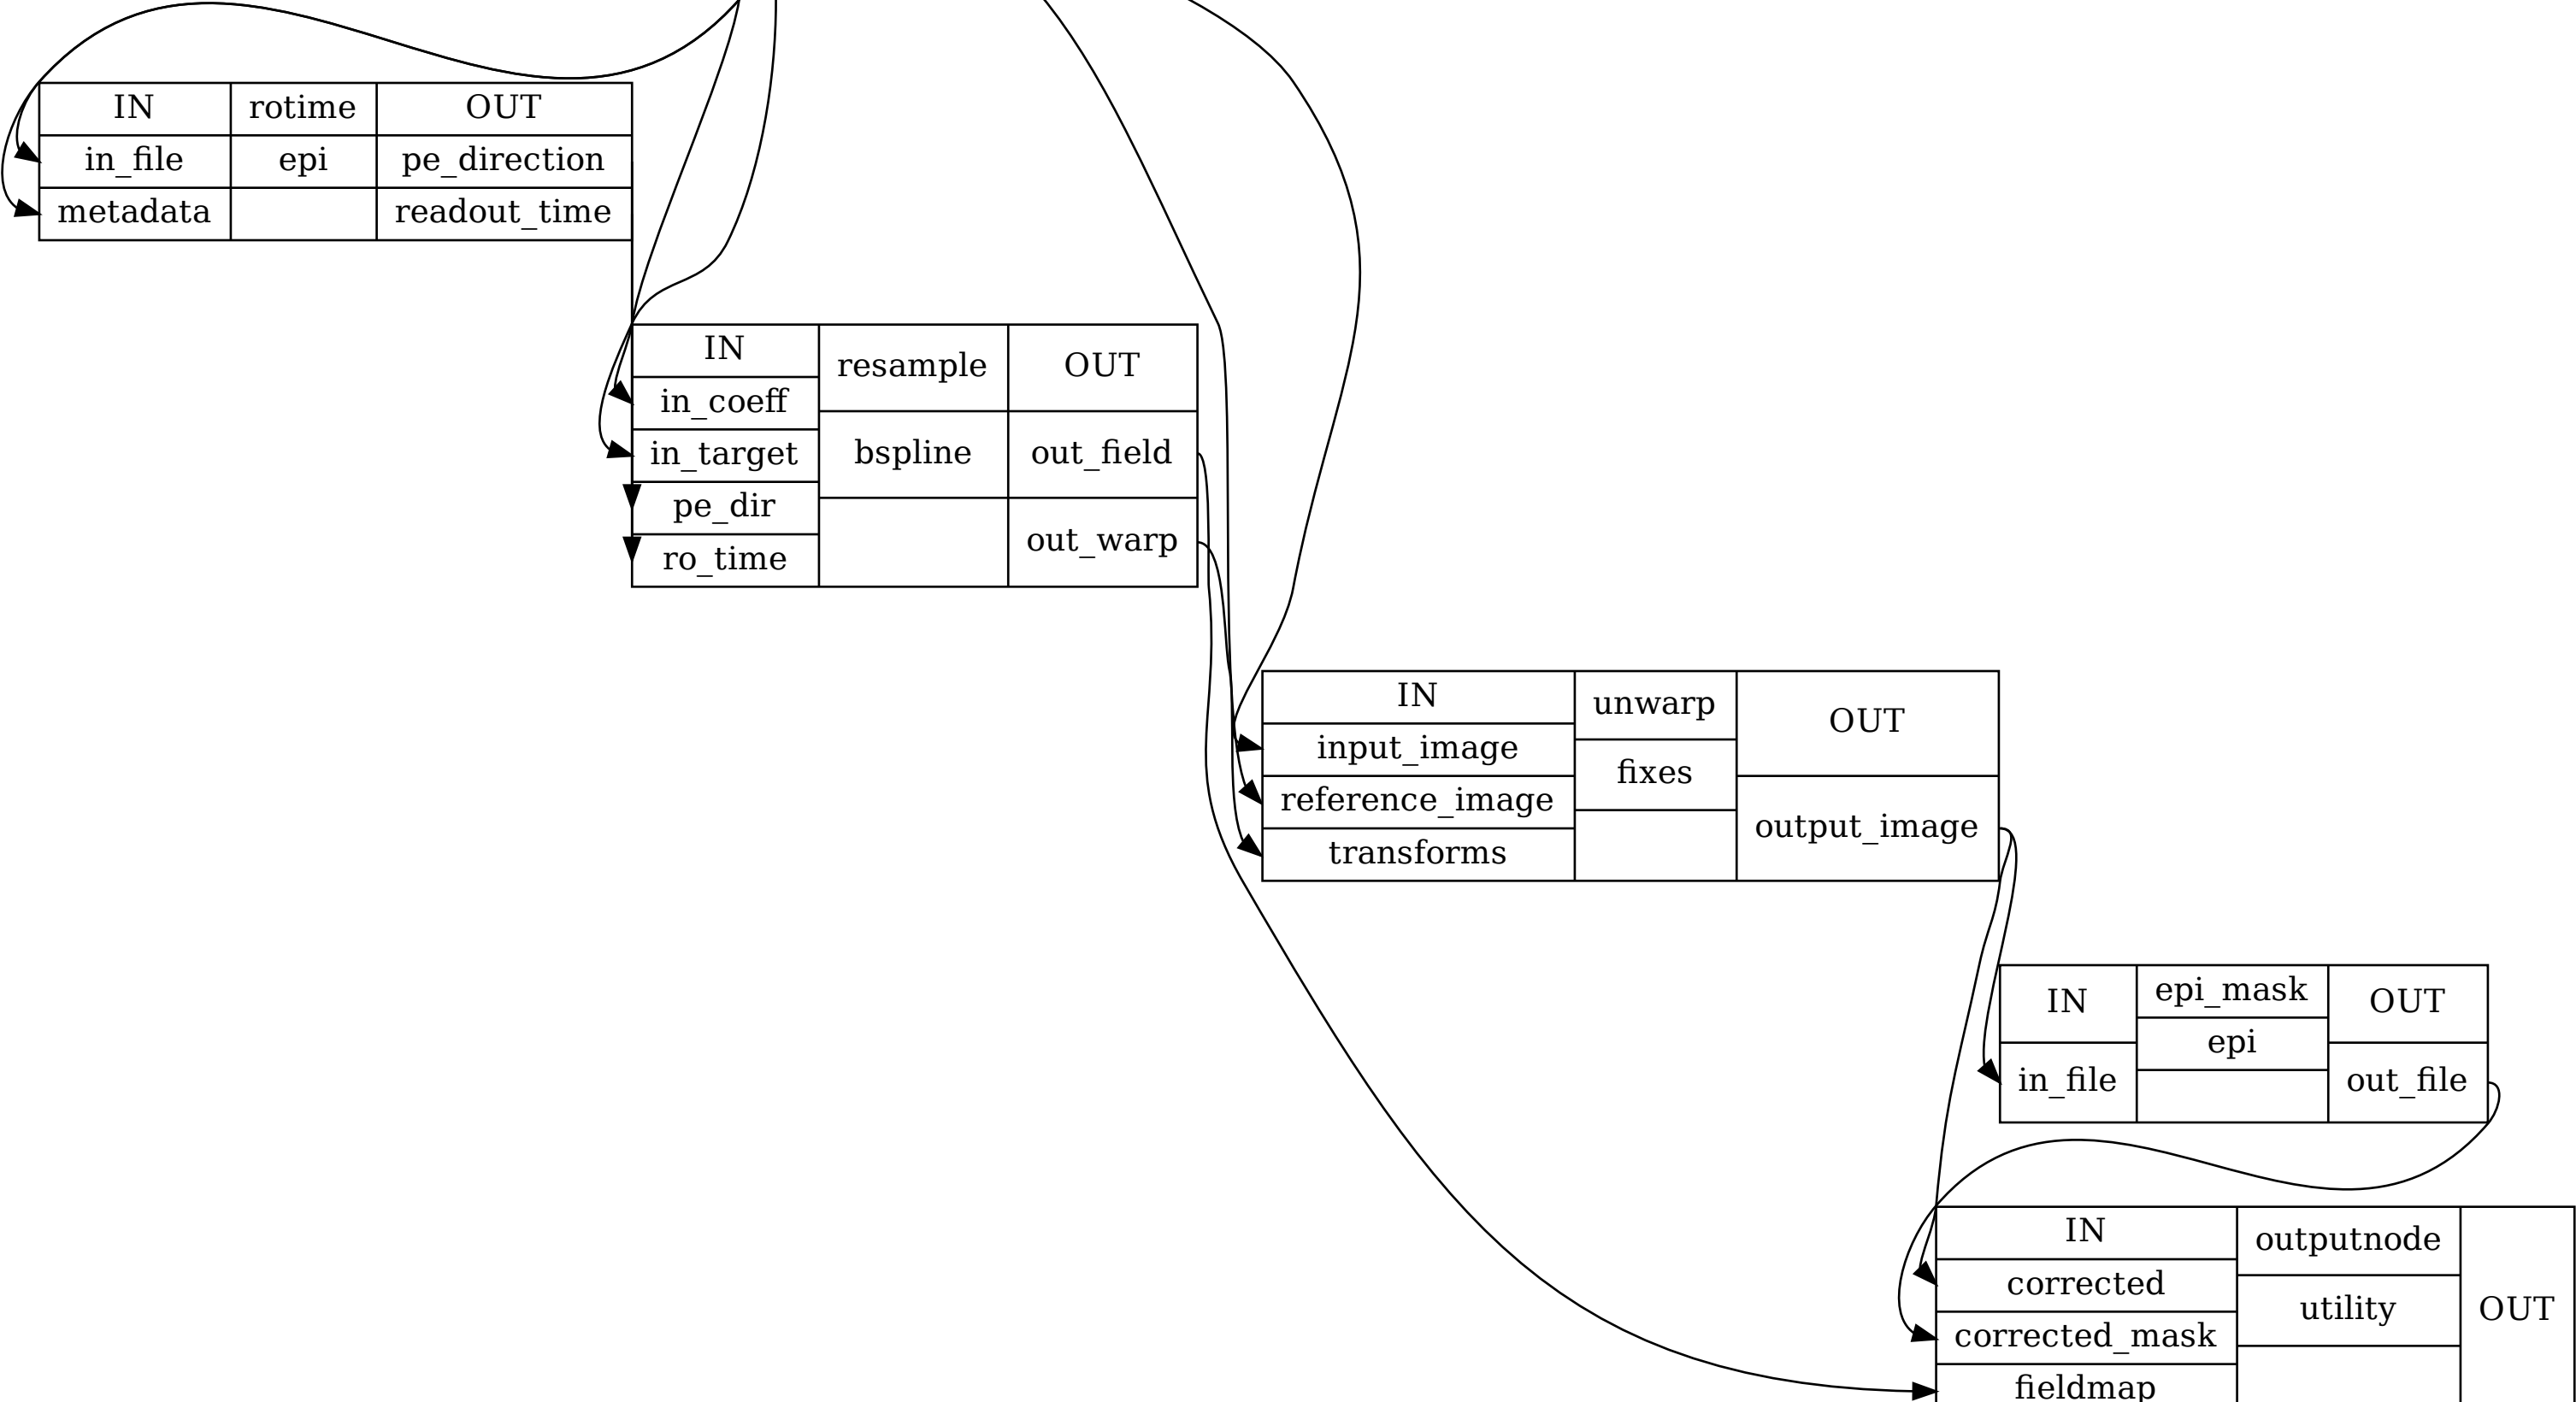 IN rotime OUT
in_file epi pe_direction
metadata readout_time
IN resample OUT
in_coeff
in_target bspline out_field
pe_dir
ro_time out_warp
IN unwarp OUT
input_image
reference_image fixes output_image
transforms
IN epi_mask OUT
epi
in_file out_file
IN outputnode
corrected utility OUT
corrected_mask
fieldmap